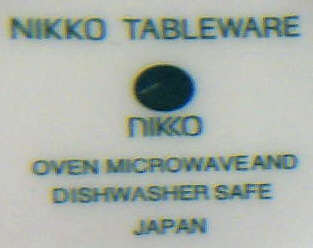 NIKKO TABLEWARE
NIKKO
OVEN MICROWAVE AND
DISHWASHER SAFE
JAPAN